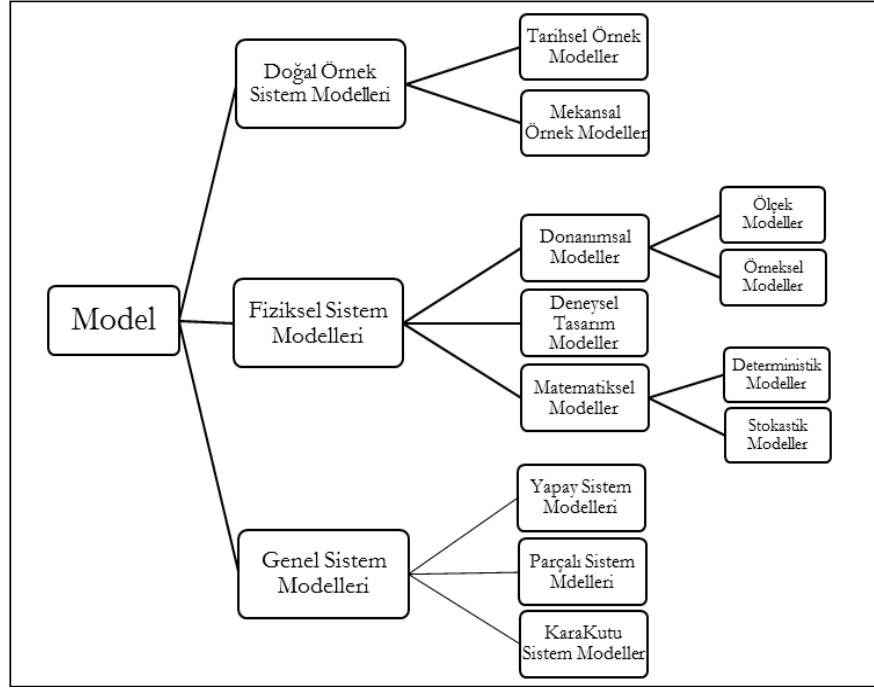 Model
Doğal Örnek
Sistem Modelleri
Tarihsel Örnek
Modeller
Mekansal
Örnek Modeller
Fiziksel Sistem
Modelleri
Donanımsal
Modeller
Ölçek
Modeller
Örneksel
Modeller
Deneysel
Tasarım
Modeller
Matematiksel
Modeller
Deterministik
Modeller
Stokastik
Modeller
Genel Sistem
Modelleri
Yapay Sistem
Modelleri
Parçalı Sistem
Mdelleri
KaraKutu
Sistem Modeller